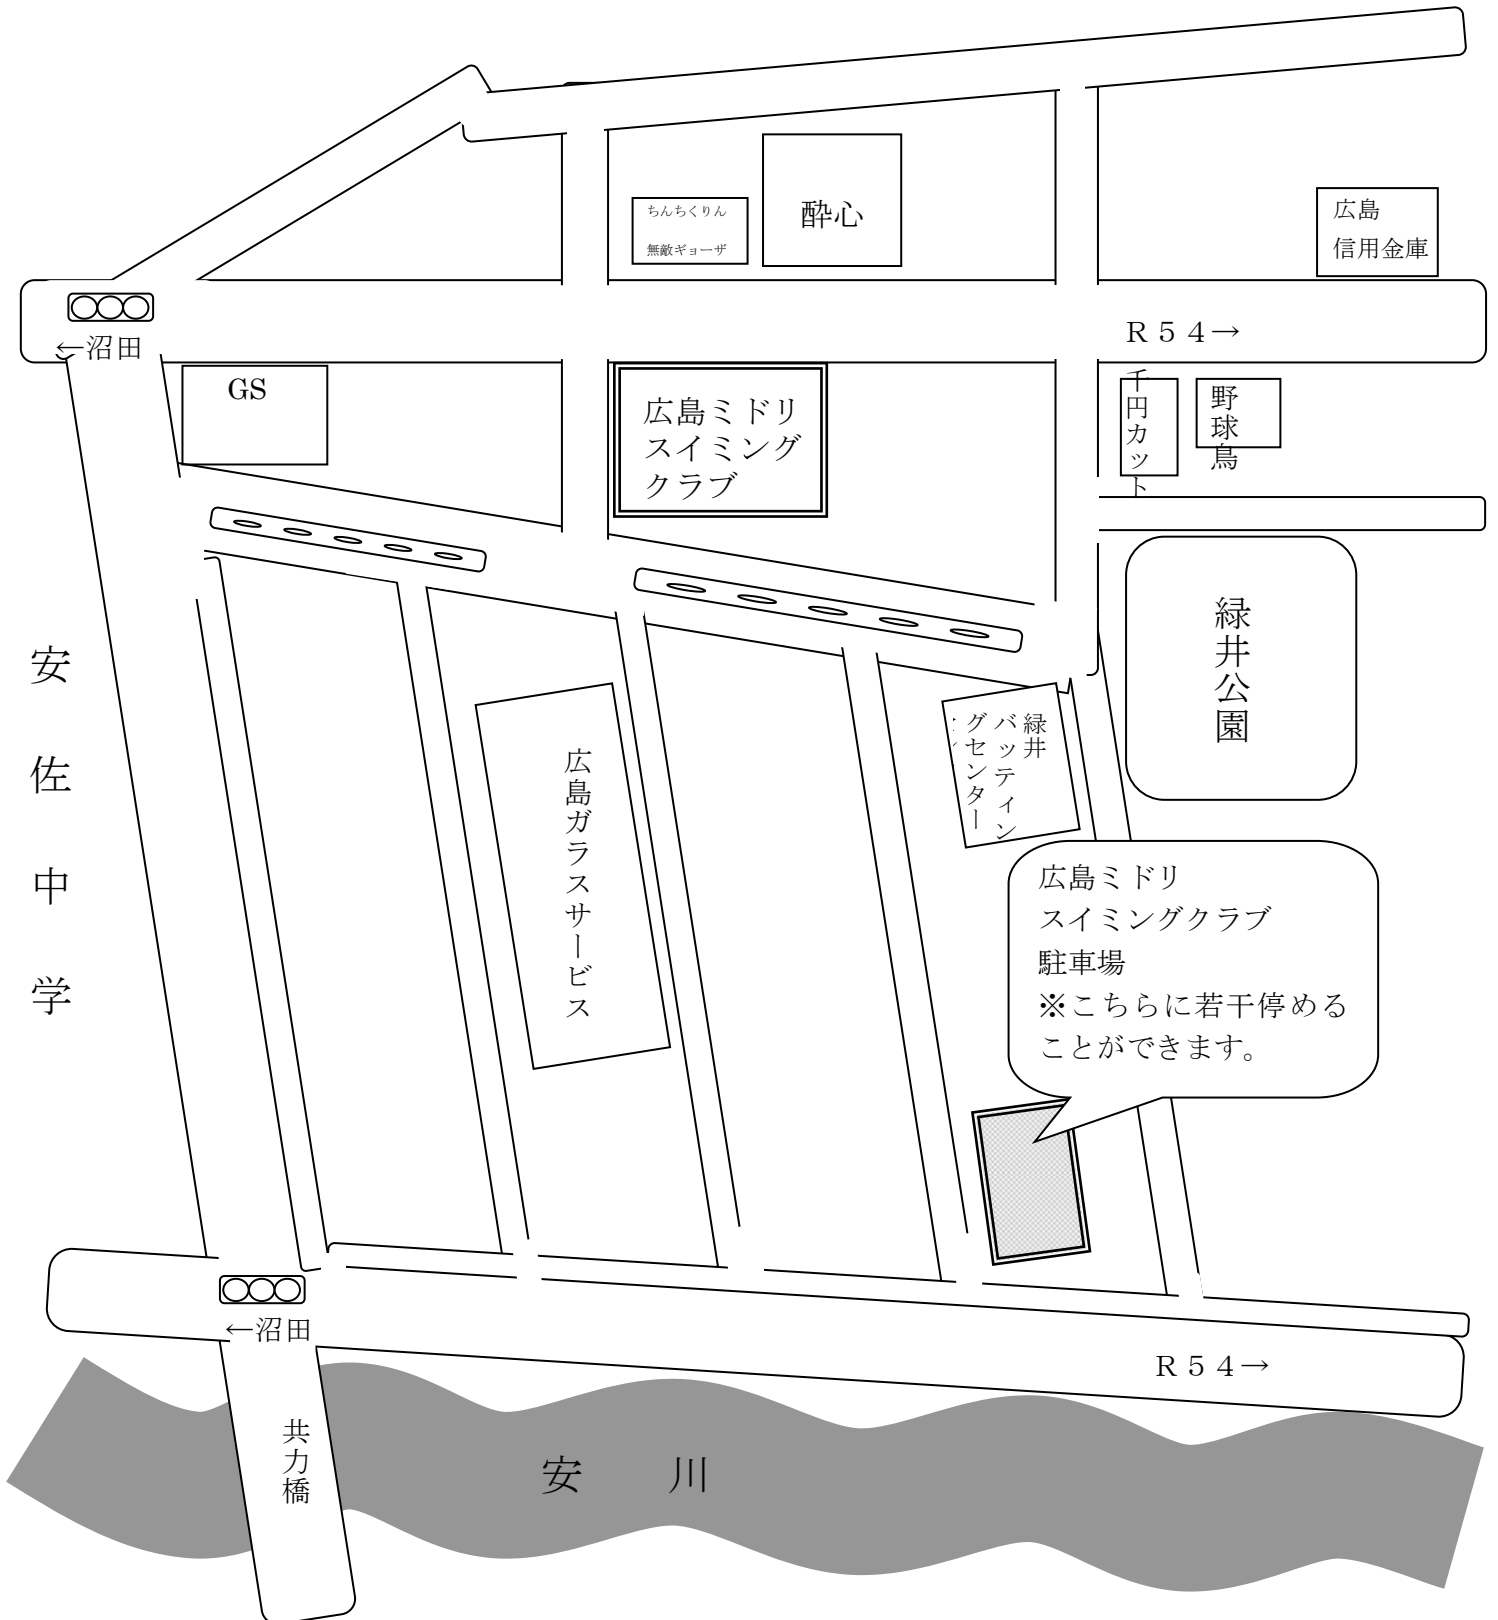 ちんちくりん
無敵ギョーザ
酔心
広島
信用金庫
←沼田
R54→
GS
広島ミドリ
スイミング
クラブ
千円カット
野球鳥
緑井公園
安佐中学
緑井
バッティン
グセンター
広島ガラスサービス
広島ミドリ
スイミングクラブ
駐車場
※こちらに若干停める
ことができます。
←沼田
R54→
共力橋
安 川